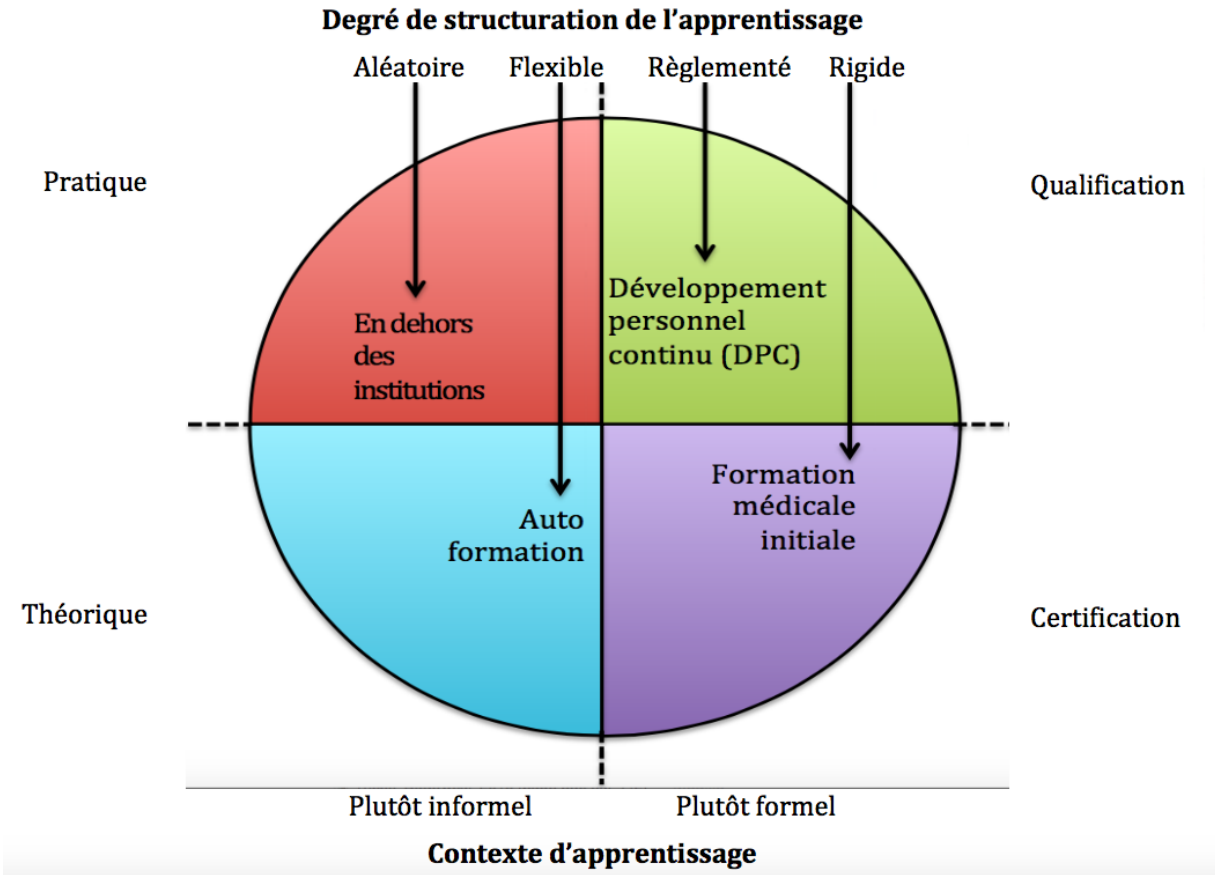 Degré de structuration de l’apprentissage
Aléatoire Flexible Règlementé Rigide
Pratique
Qualification
Développement
personnel
continu (DPC)
En dehors
des
institutions
Formation
médicale
initiale
Auto
formation
Théorique
Certification
Plutôt informel Plutôt formel
Contexte d’apprentissage